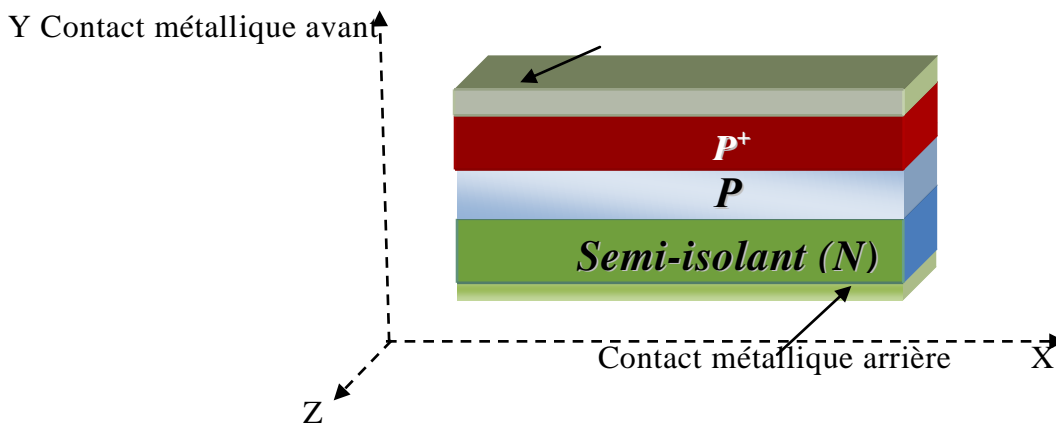 Y Contact métallique avant
P+
P
Semi-isolant (N)
Contact métallique arrière
X
Z